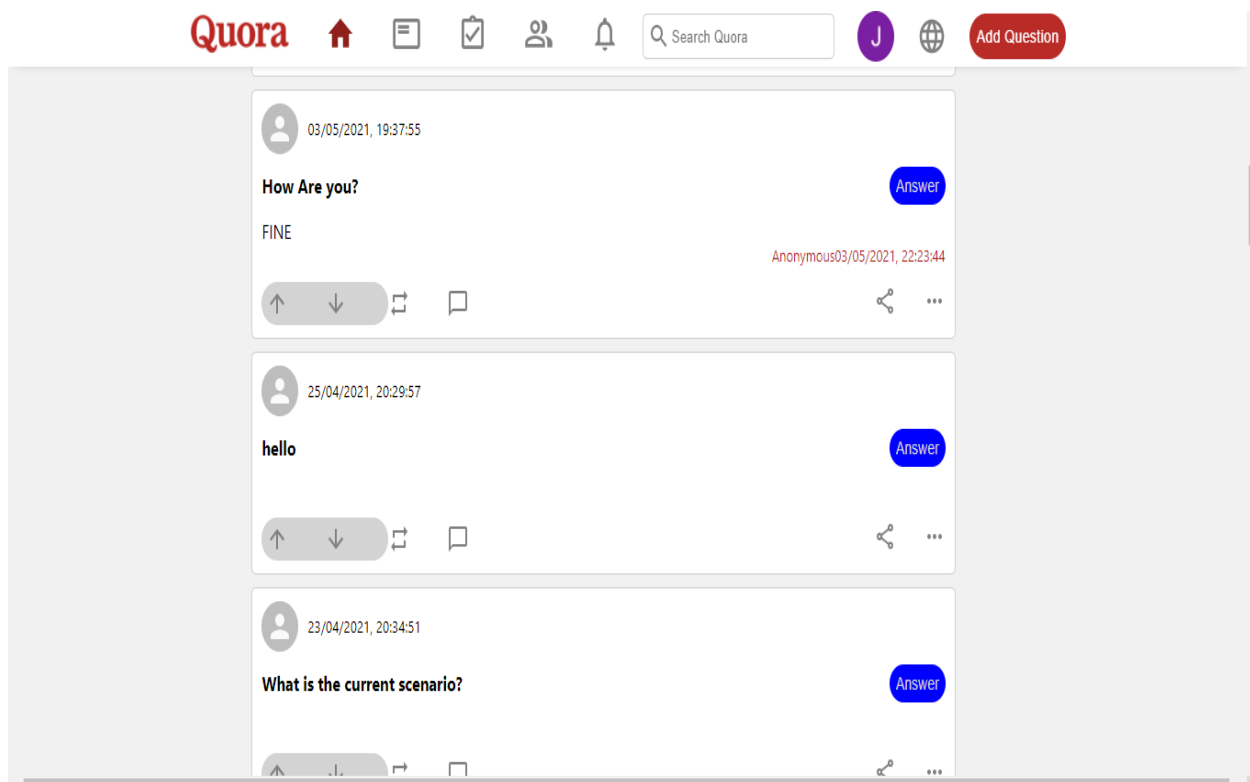 Quora
Search Quora
J
Add Question
03/05/2021, 19:37:55
How Are you?
Answer
FINE
Anonymous03/05/2021, 22:23:44
25/04/2021, 20:29:57
hello
Answer
23/04/2021, 20:34:51
What is the current scenario?
Answer